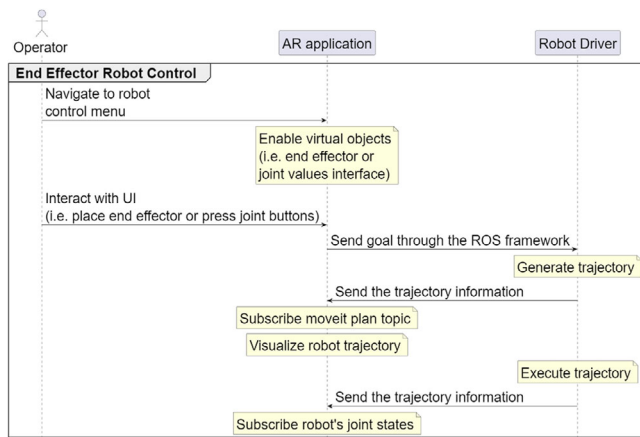 Operator
AR application
Robot Driver
End Effector Robot Control
Navigate to robot
control menu
Enable virtual objects
(i.e. end effector or
joint values interface)
Interact with UI
(i.e. place end effector or press joint buttons)
Send goal through the ROS framework
Generate trajectory
Send the trajectory information
Subscribe moveit plan topic
Visualize robot trajectory
Execute trajectory
Send the trajectory information
Subscribe robot's joint states